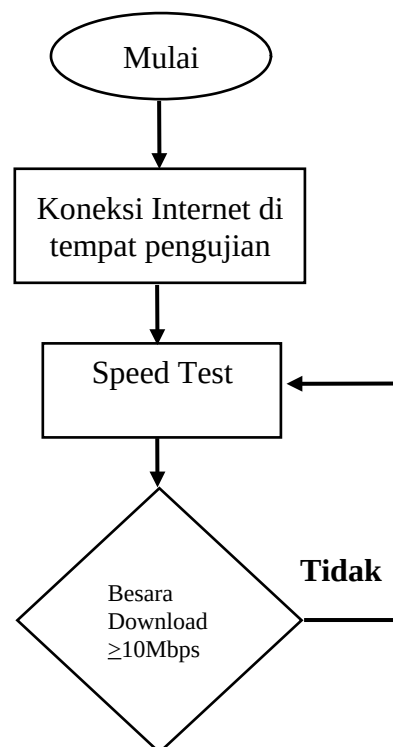 Mulai
Koneksi Internet di
tempat pengujian
Speed Test
Tidak
Besara
Download
≥10Mbps